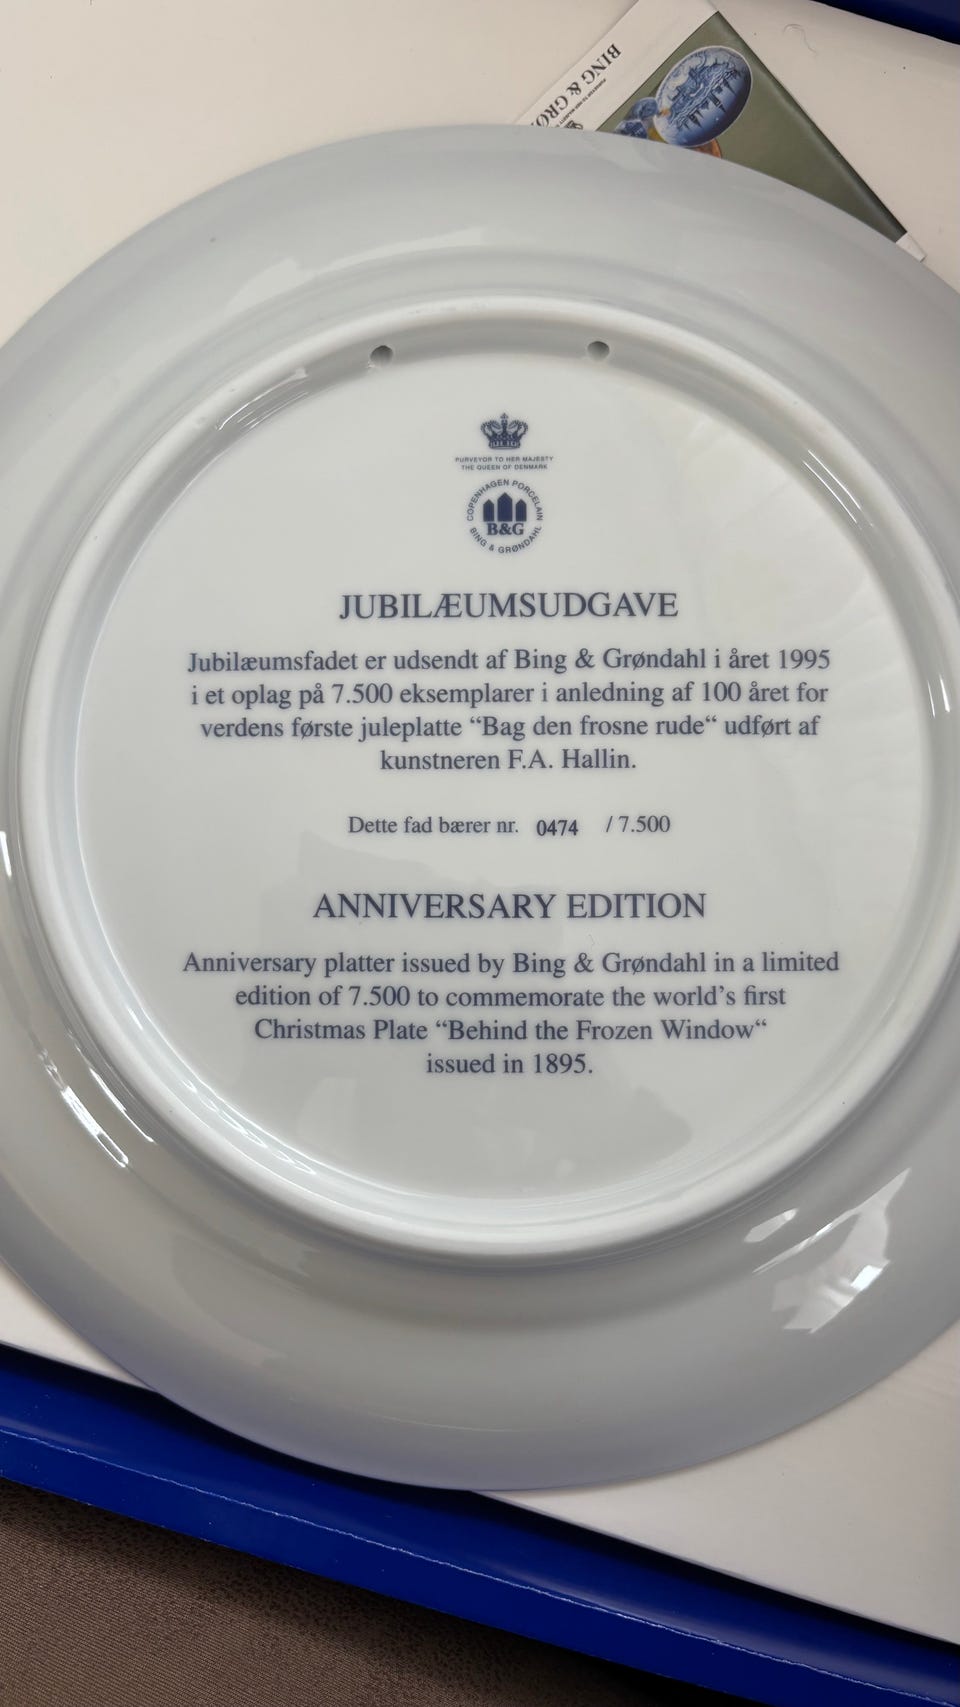 BING & GRØ
PURVEYOR TO HER MAJESTY
THE QUEEN OF DENMARK
COPENHAGEN PORCELAIN
B&G
BING & GRØNDAHL
JUBILÆUMSUDGAVE
Jubilæumsfadet er udsendt af Bing & Grøndahl i året 1995
i et oplag på 7.500 eksemplarer i anledning af 100 året for
verdens første juleplatte “Bag den frosne rude“ udført af
kunstneren F.A. Hallin.
Dette fad bærer nr. 0474 / 7.500
ANNIVERSARY EDITION
Anniversary platter issued by Bing & Grøndahl in a limited
edition of 7.500 to commemorate the world’s first
Christmas Plate “Behind the Frozen Window“
issued in 1895.